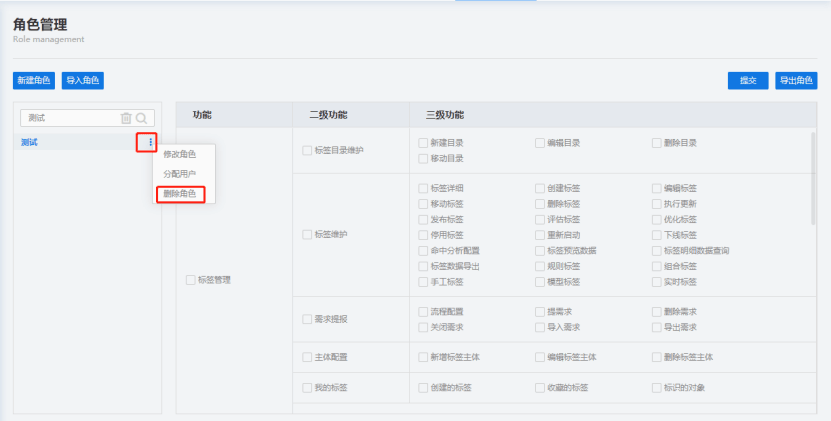 角色管理
Role management
新建角色 导入角色 提交 导出角色
测试
测试
修改角色
分配用户
删除角色
功能 二级功能 三级功能
标签管理
标签目录维护
新建目录 编辑目录 删除目录
移动目录
标签维护
标签详细 创建标签 编辑标签
移动标签 删除标签 执行更新
发布标签 评估标签 优化标签
停用标签 重新启动 下线标签
命中分析配置 标签预览数据 标签明细数据查询
标签数据导出 规则标签 组合标签
手工标签 模型标签 实时标签
需求提报
流程配置 提需求 删除需求
关闭需求 导入需求 导出需求
主体配置
新增标签主体 编辑标签主体 删除标签主体
我的标签
创建的标签 收藏的标签 标识的对象